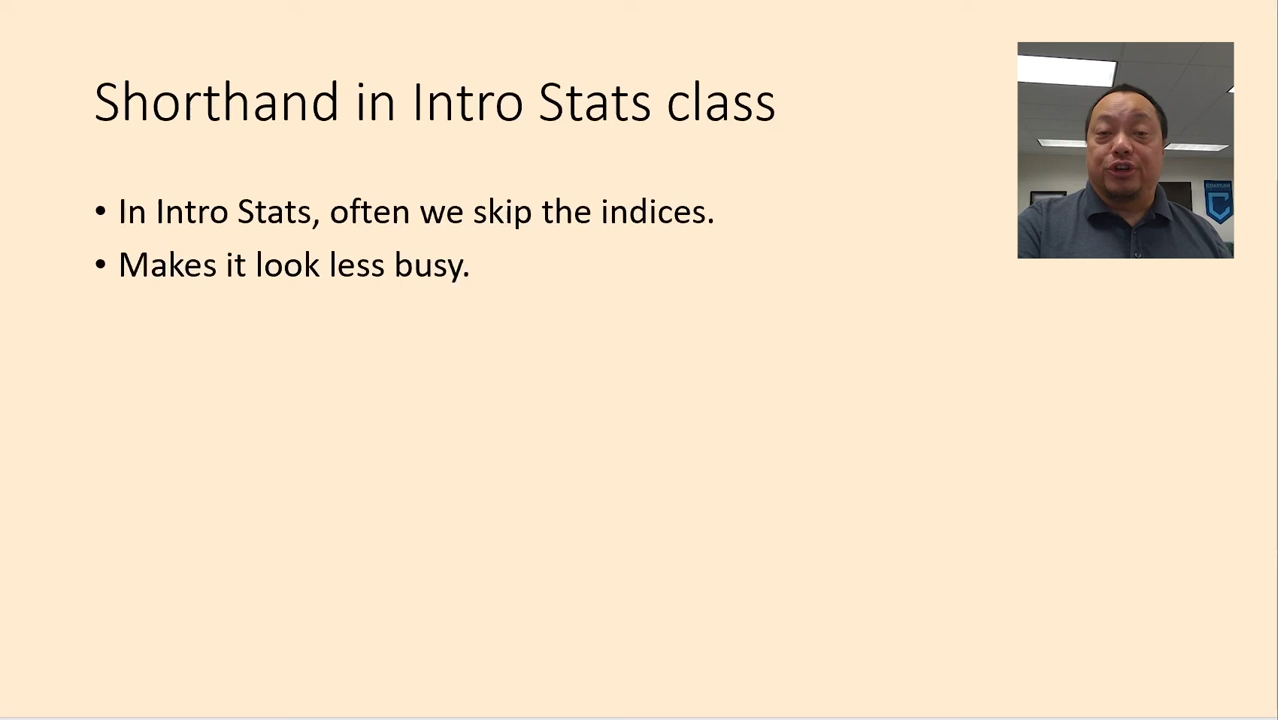 Shorthand in Intro Stats class
• In Intro Stats, often we skip the indices.
• Makes it look less busy.